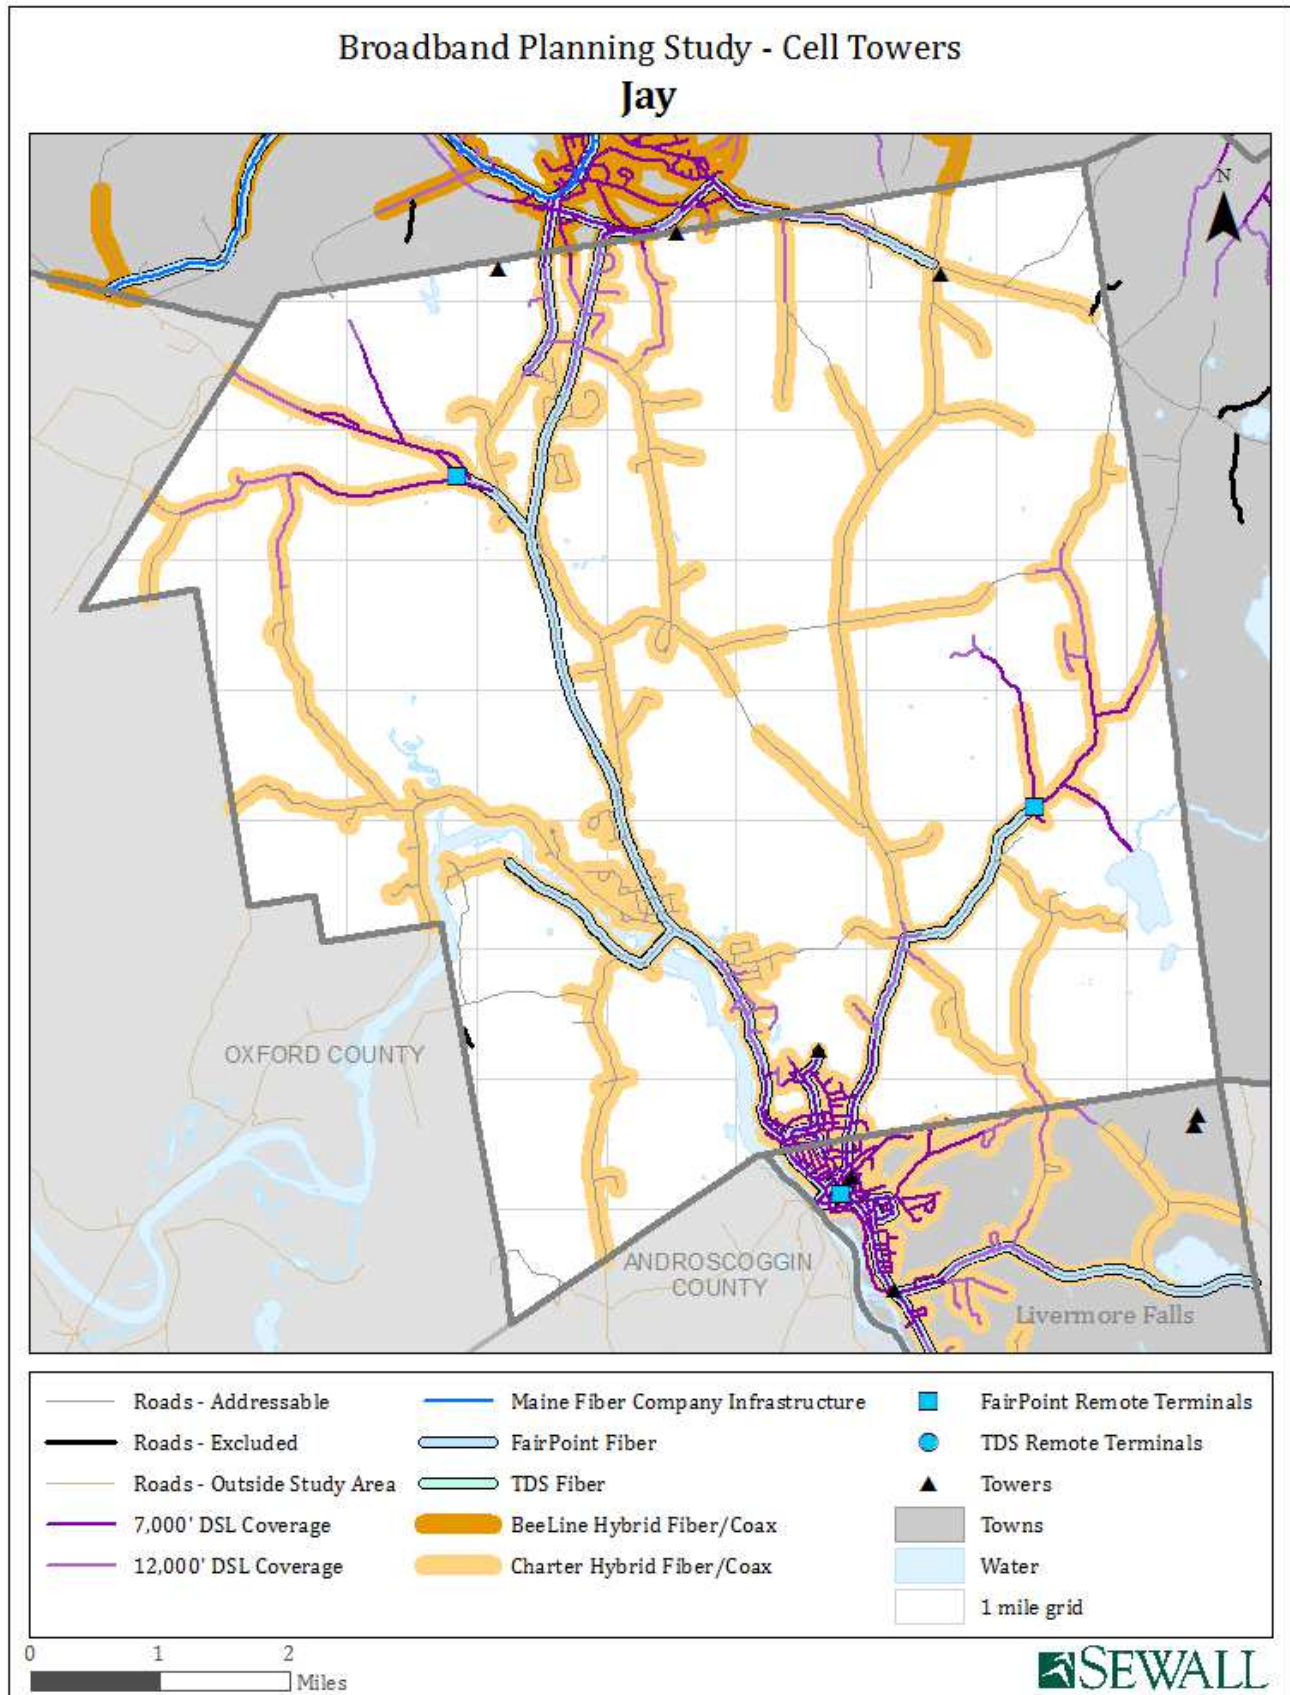 Broadband Planning Study - Cell Towers
Jay
N
OXFORD COUNTY
ANDROSCOGGIN
COUNTY
Livermore Falls
Roads - Addressable
Roads - Excluded
Roads - Outside Study Area
7,000' DSL Coverage
12,000' DSL Coverage
Maine Fiber Company Infrastructure
FairPoint Fiber
TDS Fiber
BeeLine Hybrid Fiber/Coax
Charter Hybrid Fiber/Coax
FairPoint Remote Terminals
TDS Remote Terminals
Towers
Towns
Water
1 mile grid
0 1 2
Miles
SEWALL